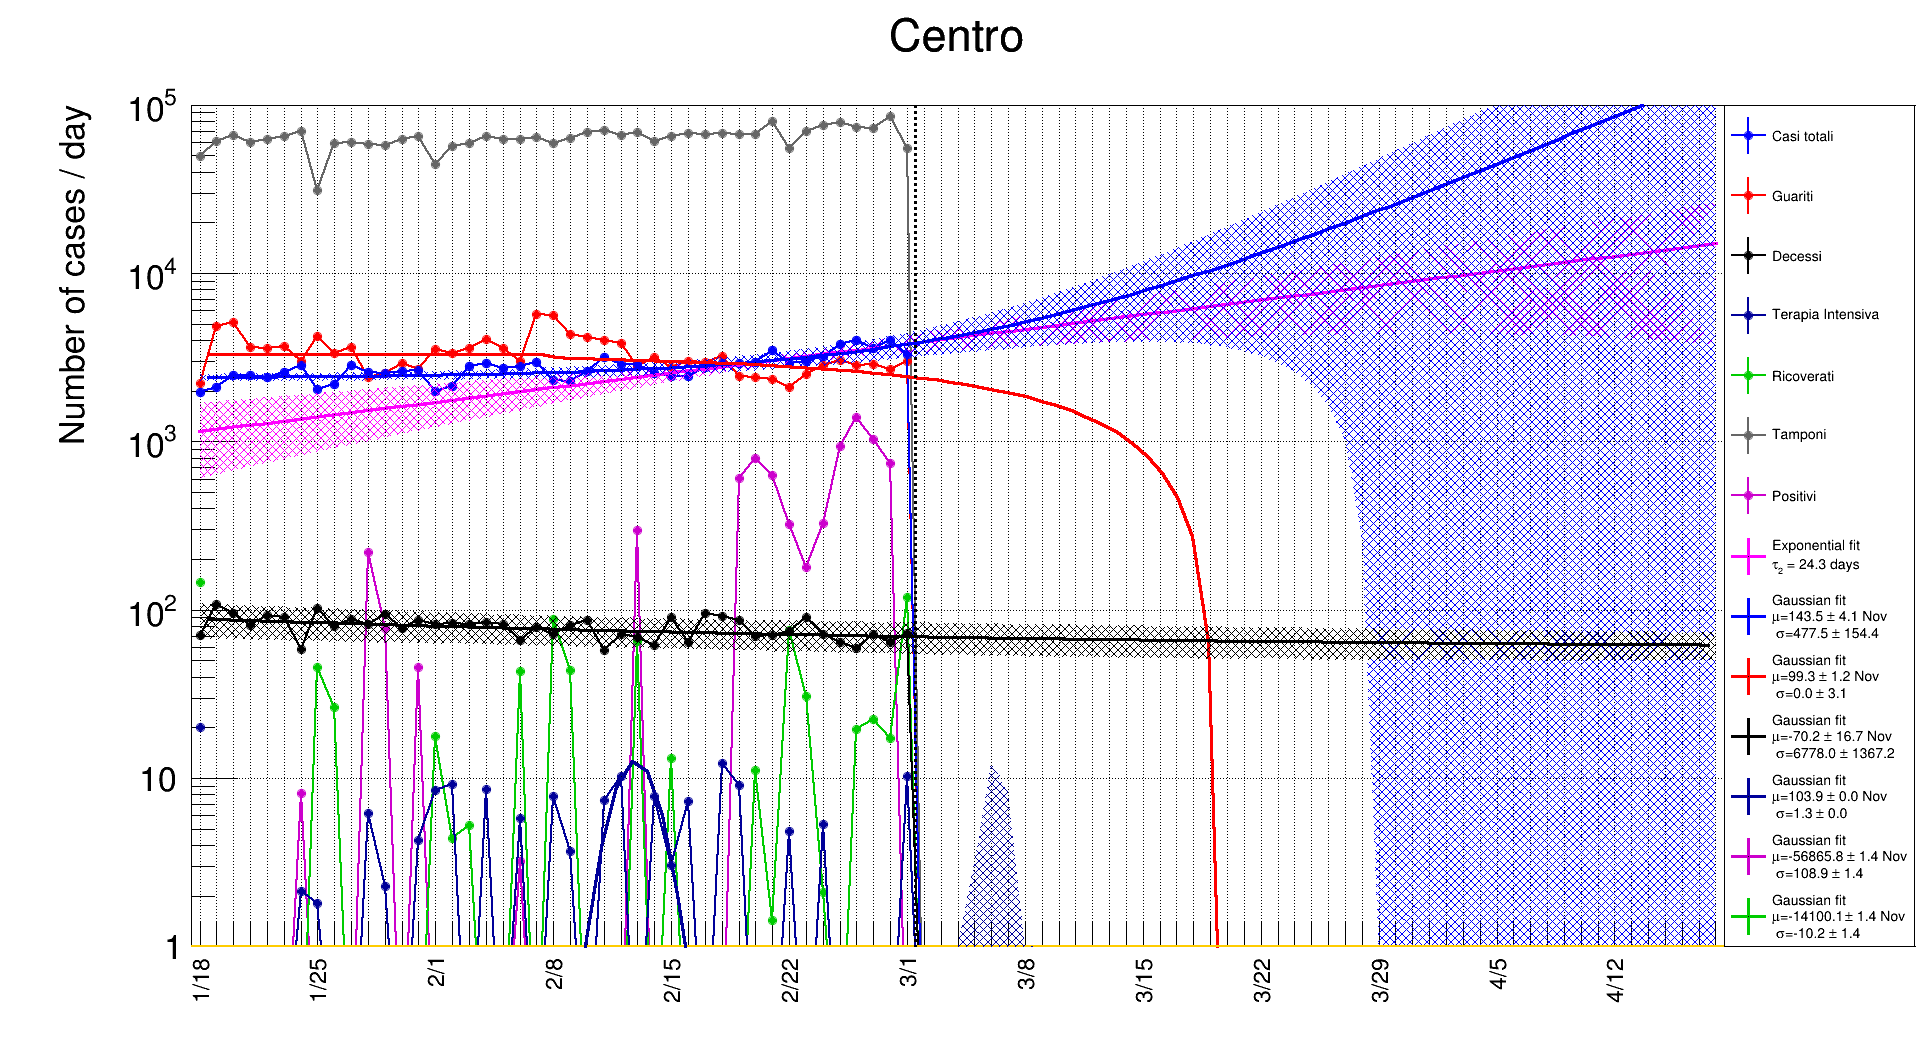 Centro
Number of cases / day
10^5
10^4
10^3
10^2
10
1
1/18
1/25
2/1
2/8
2/15
2/22
3/1
3/8
3/15
3/22
3/29
4/5
4/12
Casi totali
Guariti
Decessi
Terapia Intensiva
Ricoverati
Tamponi
Positivi
Exponential fit
τ₂ = 24.3 days
Gaussian fit
μ=143.5 ± 4.1 Nov
σ=477.5 ± 154.4
Gaussian fit
μ=99.3 ± 1.2 Nov
σ=0.0 ± 3.1
Gaussian fit
μ=-70.2 ± 16.7 Nov
σ=6778.0 ± 1367.2
Gaussian fit
μ=103.9 ± 0.0 Nov
σ=1.3 ± 0.0
Gaussian fit
μ=-56865.8 ± 1.4 Nov
σ=108.9 ± 1.4
Gaussian fit
μ=-14100.1 ± 1.4 Nov
σ=-10.2 ± 1.4